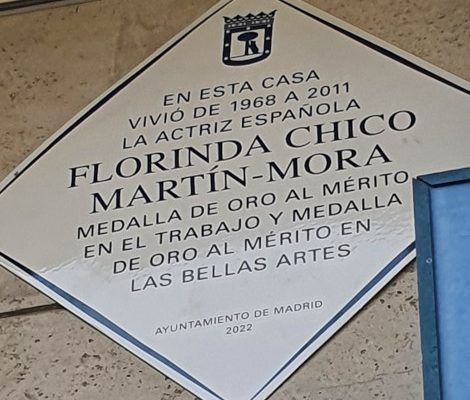 EN ESTA CASA
VIVIÓ DE 1968 A 2011
LA ACTRIZ ESPAÑOLA
FLORINDA CHICO
MARTÍN-MORA
MEDALLA DE ORO AL MÉRITO
EN EL TRABAJO Y MEDALLA
DE ORO AL MÉRITO EN
LAS BELLAS ARTES
AYUNTAMIENTO DE MADRID
2022